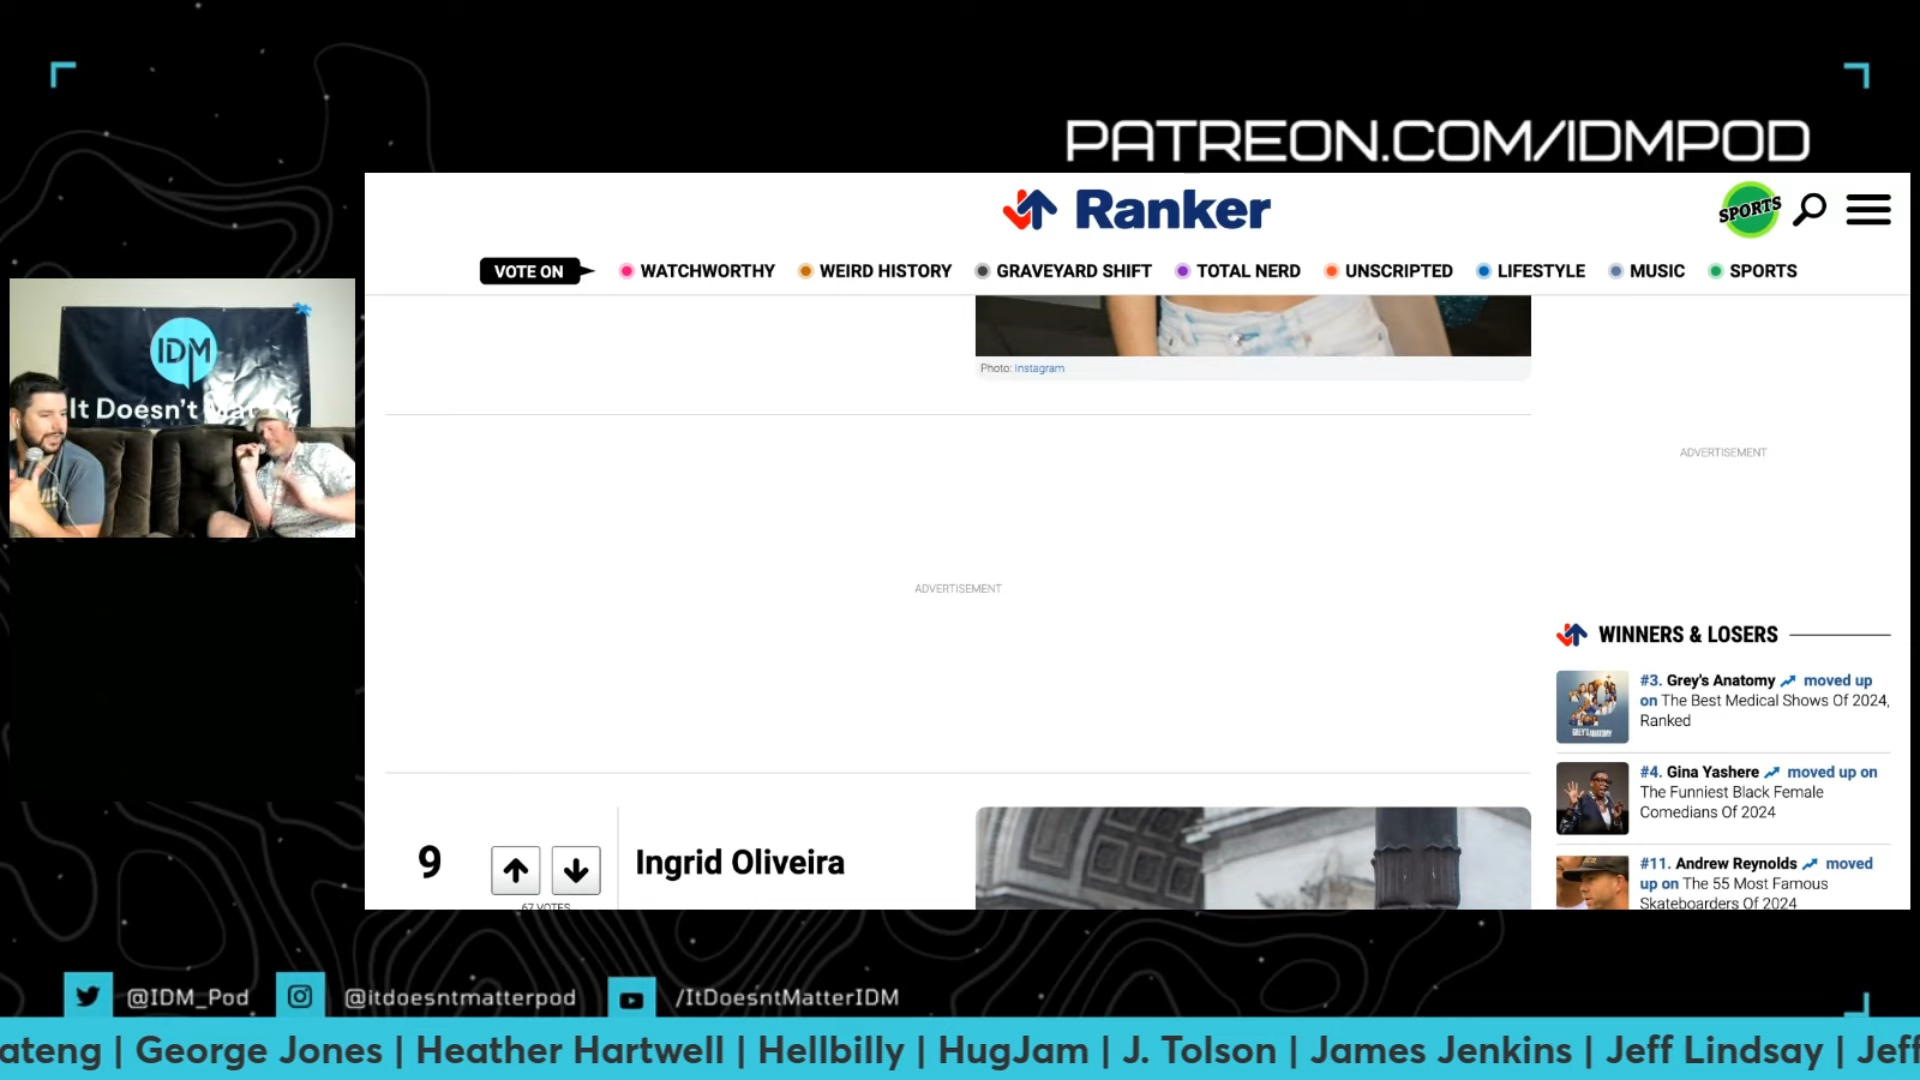 PATREON.COM/IDMPOD
Ranker
SPORTS
VOTE ON
WATCHWORTHY
WEIRD HISTORY
GRAVEYARD SHIFT
TOTAL NERD
UNSCRIPTED
LIFESTYLE
MUSIC
SPORTS
IDM
It Doesn't
Photo: Instagram
ADVERTISEMENT
ADVERTISEMENT
WINNERS & LOSERS
#3. Grey's Anatomy moved up
on The Best Medical Shows Of 2024,
Ranked
GREY'S ANATOMY
#4. Gina Yashere moved up on
The Funniest Black Female
Comedians Of 2024
#11. Andrew Reynolds moved
up on The 55 Most Famous
Skateboarders Of 2024
9
Ingrid Oliveira
67 VOTES
@IDM_Pod
@itdoesntmatterpod
/ItDoesntMatterIDM
ateng | George Jones | Heather Hartwell | Hellbilly | HugJam | J. Tolson | James Jenkins | Jeff Lindsay | Jeff